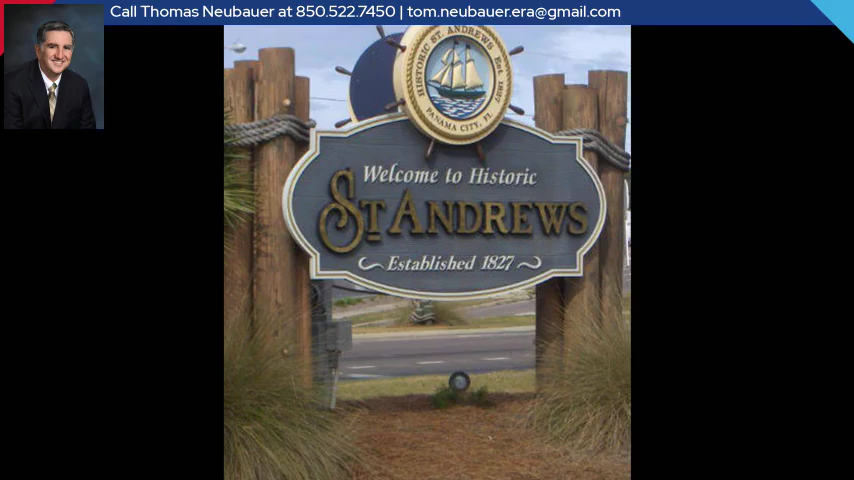 Call Thomas Neubauer at 850.522.7450 | tom.neubauer.era@gmail.com
HISTORIC ST. ANDREWS Est. 1827
PANAMA CITY, FL
Welcome to Historic
ST ANDREWS
Established 1827